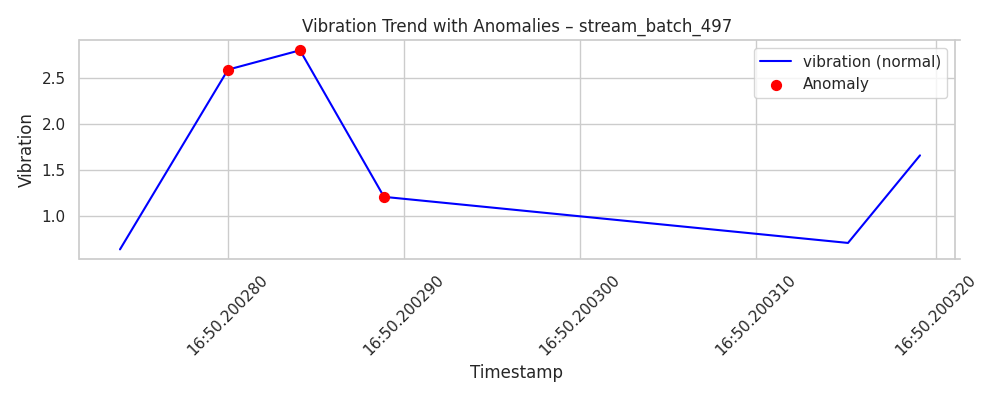 Vibration Trend with Anomalies – stream_batch_497
vibration (normal)
Anomaly
Vibration
2.5
2.0
1.5
1.0
16:50.200280
16:50.200290
16:50.200300
16:50.200310
16:50.200320
Timestamp